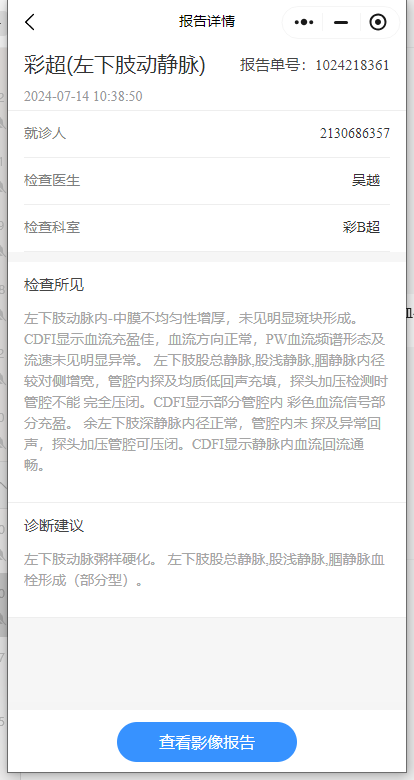 报告详情
彩超(左下肢动静脉)
报告单号：1024218361
2024-07-14 10:38:50
就诊人
2130686357
检查医生
吴越
检查科室
彩B超
检查所见
左下肢动脉内-中膜不均匀性增厚，未见明显斑块形成。
CDFI显示血流充盈佳，血流方向正常，PW血流频谱形态及
流速未见明显异常。 左下肢股总静脉,股浅静脉,腘静脉内径
较对侧增宽，管腔内探及均质低回声充填，探头加压检测时
管腔不能 完全压闭。CDFI显示部分管腔内 彩色血流信号部
分充盈。 余左下肢深静脉内径正常，管腔内未 探及异常回
声，探头加压管腔可压闭。CDFI显示静脉内血流回流通
畅。
诊断建议
左下肢动脉粥样硬化。 左下肢股总静脉,股浅静脉,腘静脉血
栓形成（部分型）。
查看影像报告